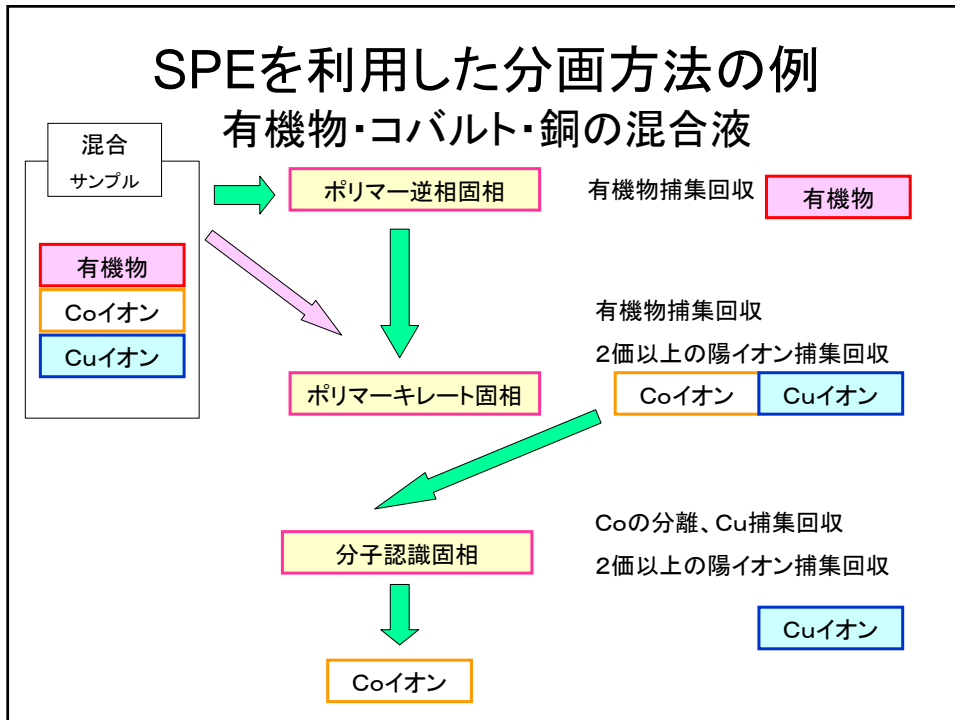 SPEを利用した分画方法の例
有機物・コバルト・銅の混合液
混合
サンプル
有機物
Coイオン
Cuイオン
ポリマー逆相固相
有機物捕集回収
有機物
有機物捕集回収
2価以上の陽イオン捕集回収
ポリマーキレート固相
Coイオン
Cuイオン
分子認識固相
Coの分離、Cu捕集回収
2価以上の陽イオン捕集回収
Cuイオン
Coイオン